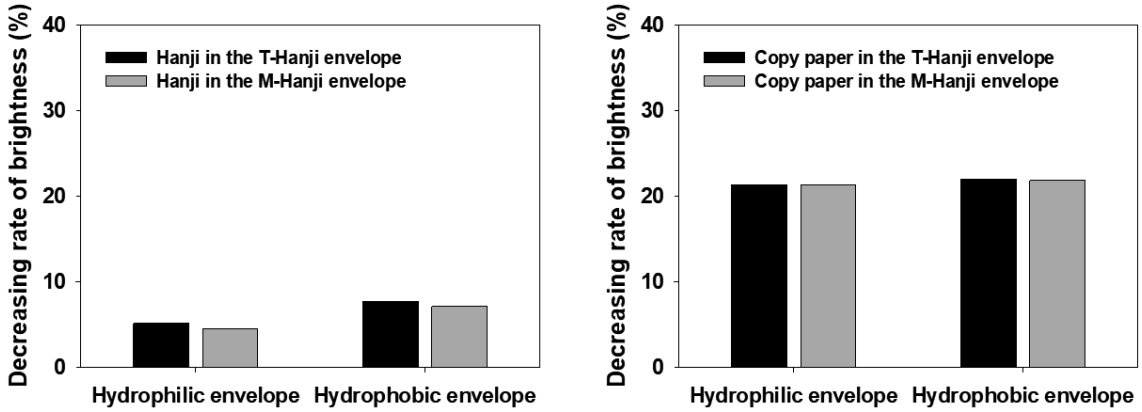 Decreasing rate of brightness (%)
40
30
20
10
0
Hanji in the T-Hanji envelope
Hanji in the M-Hanji envelope
Hydrophilic envelope
Hydrophobic envelope
Decreasing rate of brightness (%)
40
30
20
10
0
Copy paper in the T-Hanji envelope
Copy paper in the M-Hanji envelope
Hydrophilic envelope
Hydrophobic envelope